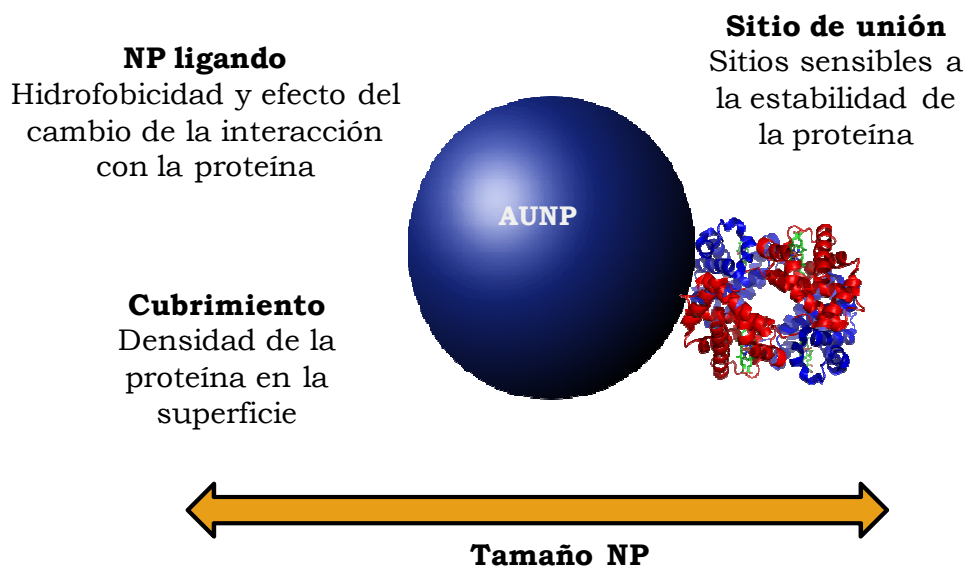 NP ligando
Hidrofobicidad y efecto del
cambio de la interacción
con la proteína
Sitio de unión
Sitios sensibles a
la estabilidad de
la proteína
AUNP
Cubrimiento
Densidad de la
proteína en la
superficie
Tamaño NP